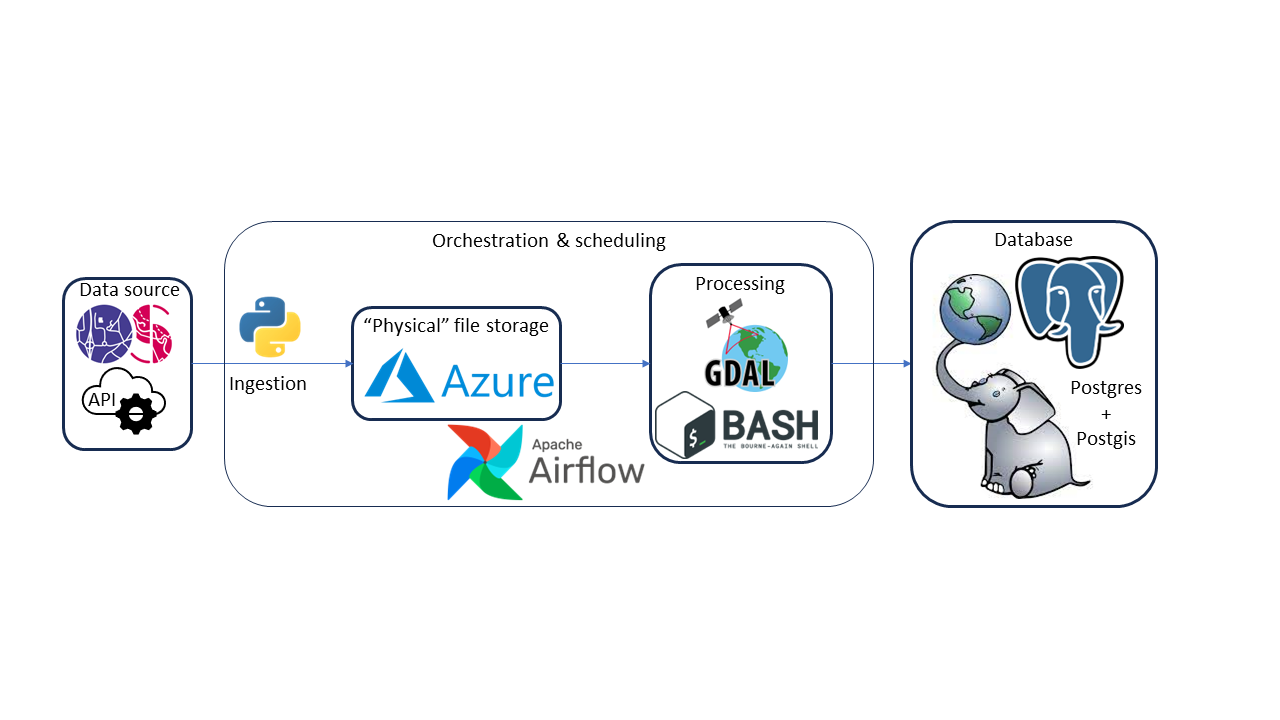 Orchestration & scheduling
Database
Data source
API
Ingestion
“Physical” file storage
Azure
Apache
Airflow
Processing
GDAL
$_
BASH
THE BOURNE-AGAIN SHELL
Postgres
+
Postgis